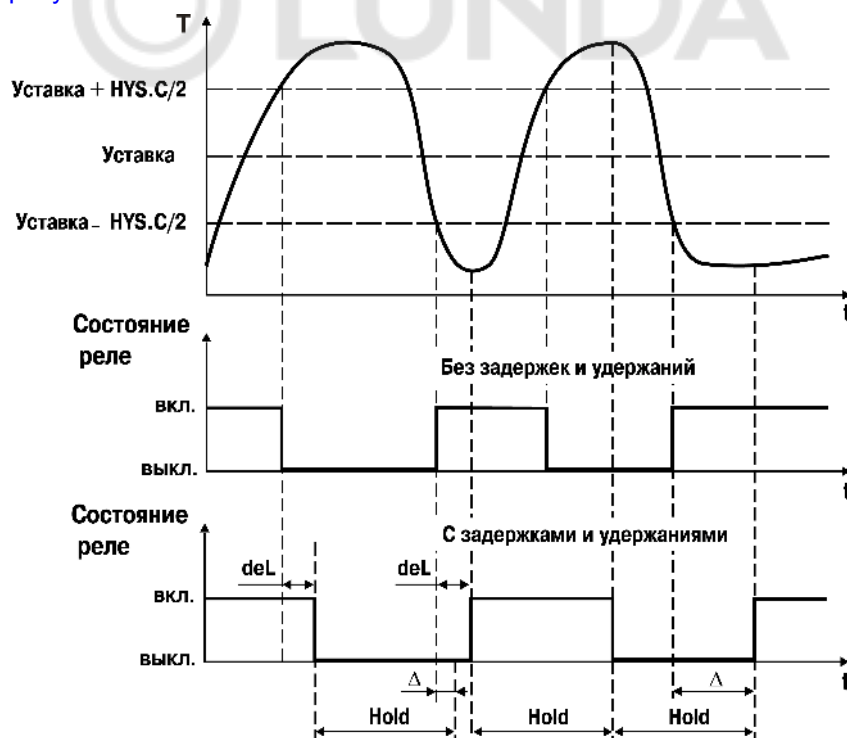 LUNDA
T
Уставка + HYS.C/2
Уставка
Уставка - HYS.C/2
t
Состояние
реле
Без задержек и удержаний
ВКЛ.
ВЫКЛ.
t
Состояние
реле
С задержками и удержаниями
deL
deL
ВКЛ.
ВЫКЛ.
t
Δ
Δ
Hold
Hold
Hold